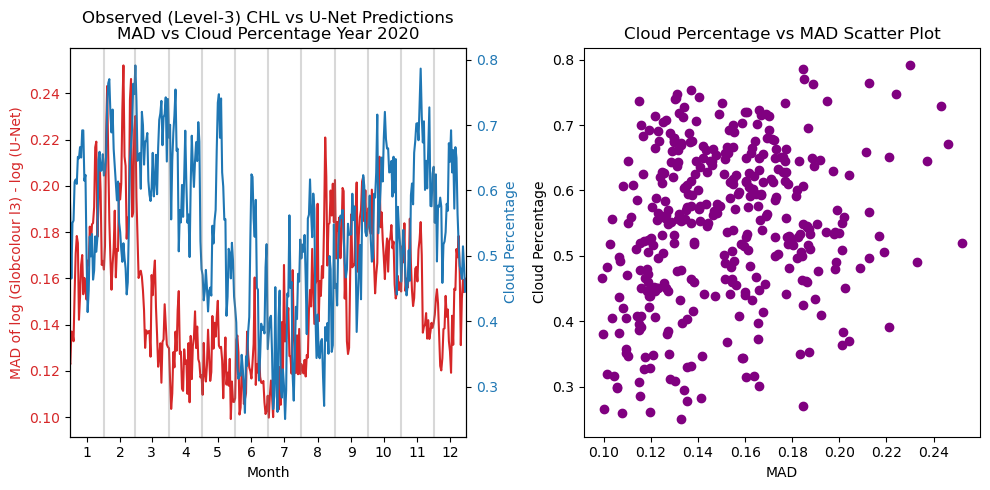 Observed (Level-3) CHL vs U-Net Predictions
MAD vs Cloud Percentage Year 2020
MAD of log (Globcolour l3) - log (U-Net)
0.24
0.22
0.20
0.18
0.16
0.14
0.12
0.10
1 2 3 4 5 6 7 8 9 10 11 12
Month
0.8
0.7
0.6
0.5
0.4
0.3
Cloud Percentage
Cloud Percentage vs MAD Scatter Plot
Cloud Percentage
0.8
0.7
0.6
0.5
0.4
0.3
0.10 0.12 0.14 0.16 0.18 0.20 0.22 0.24
MAD